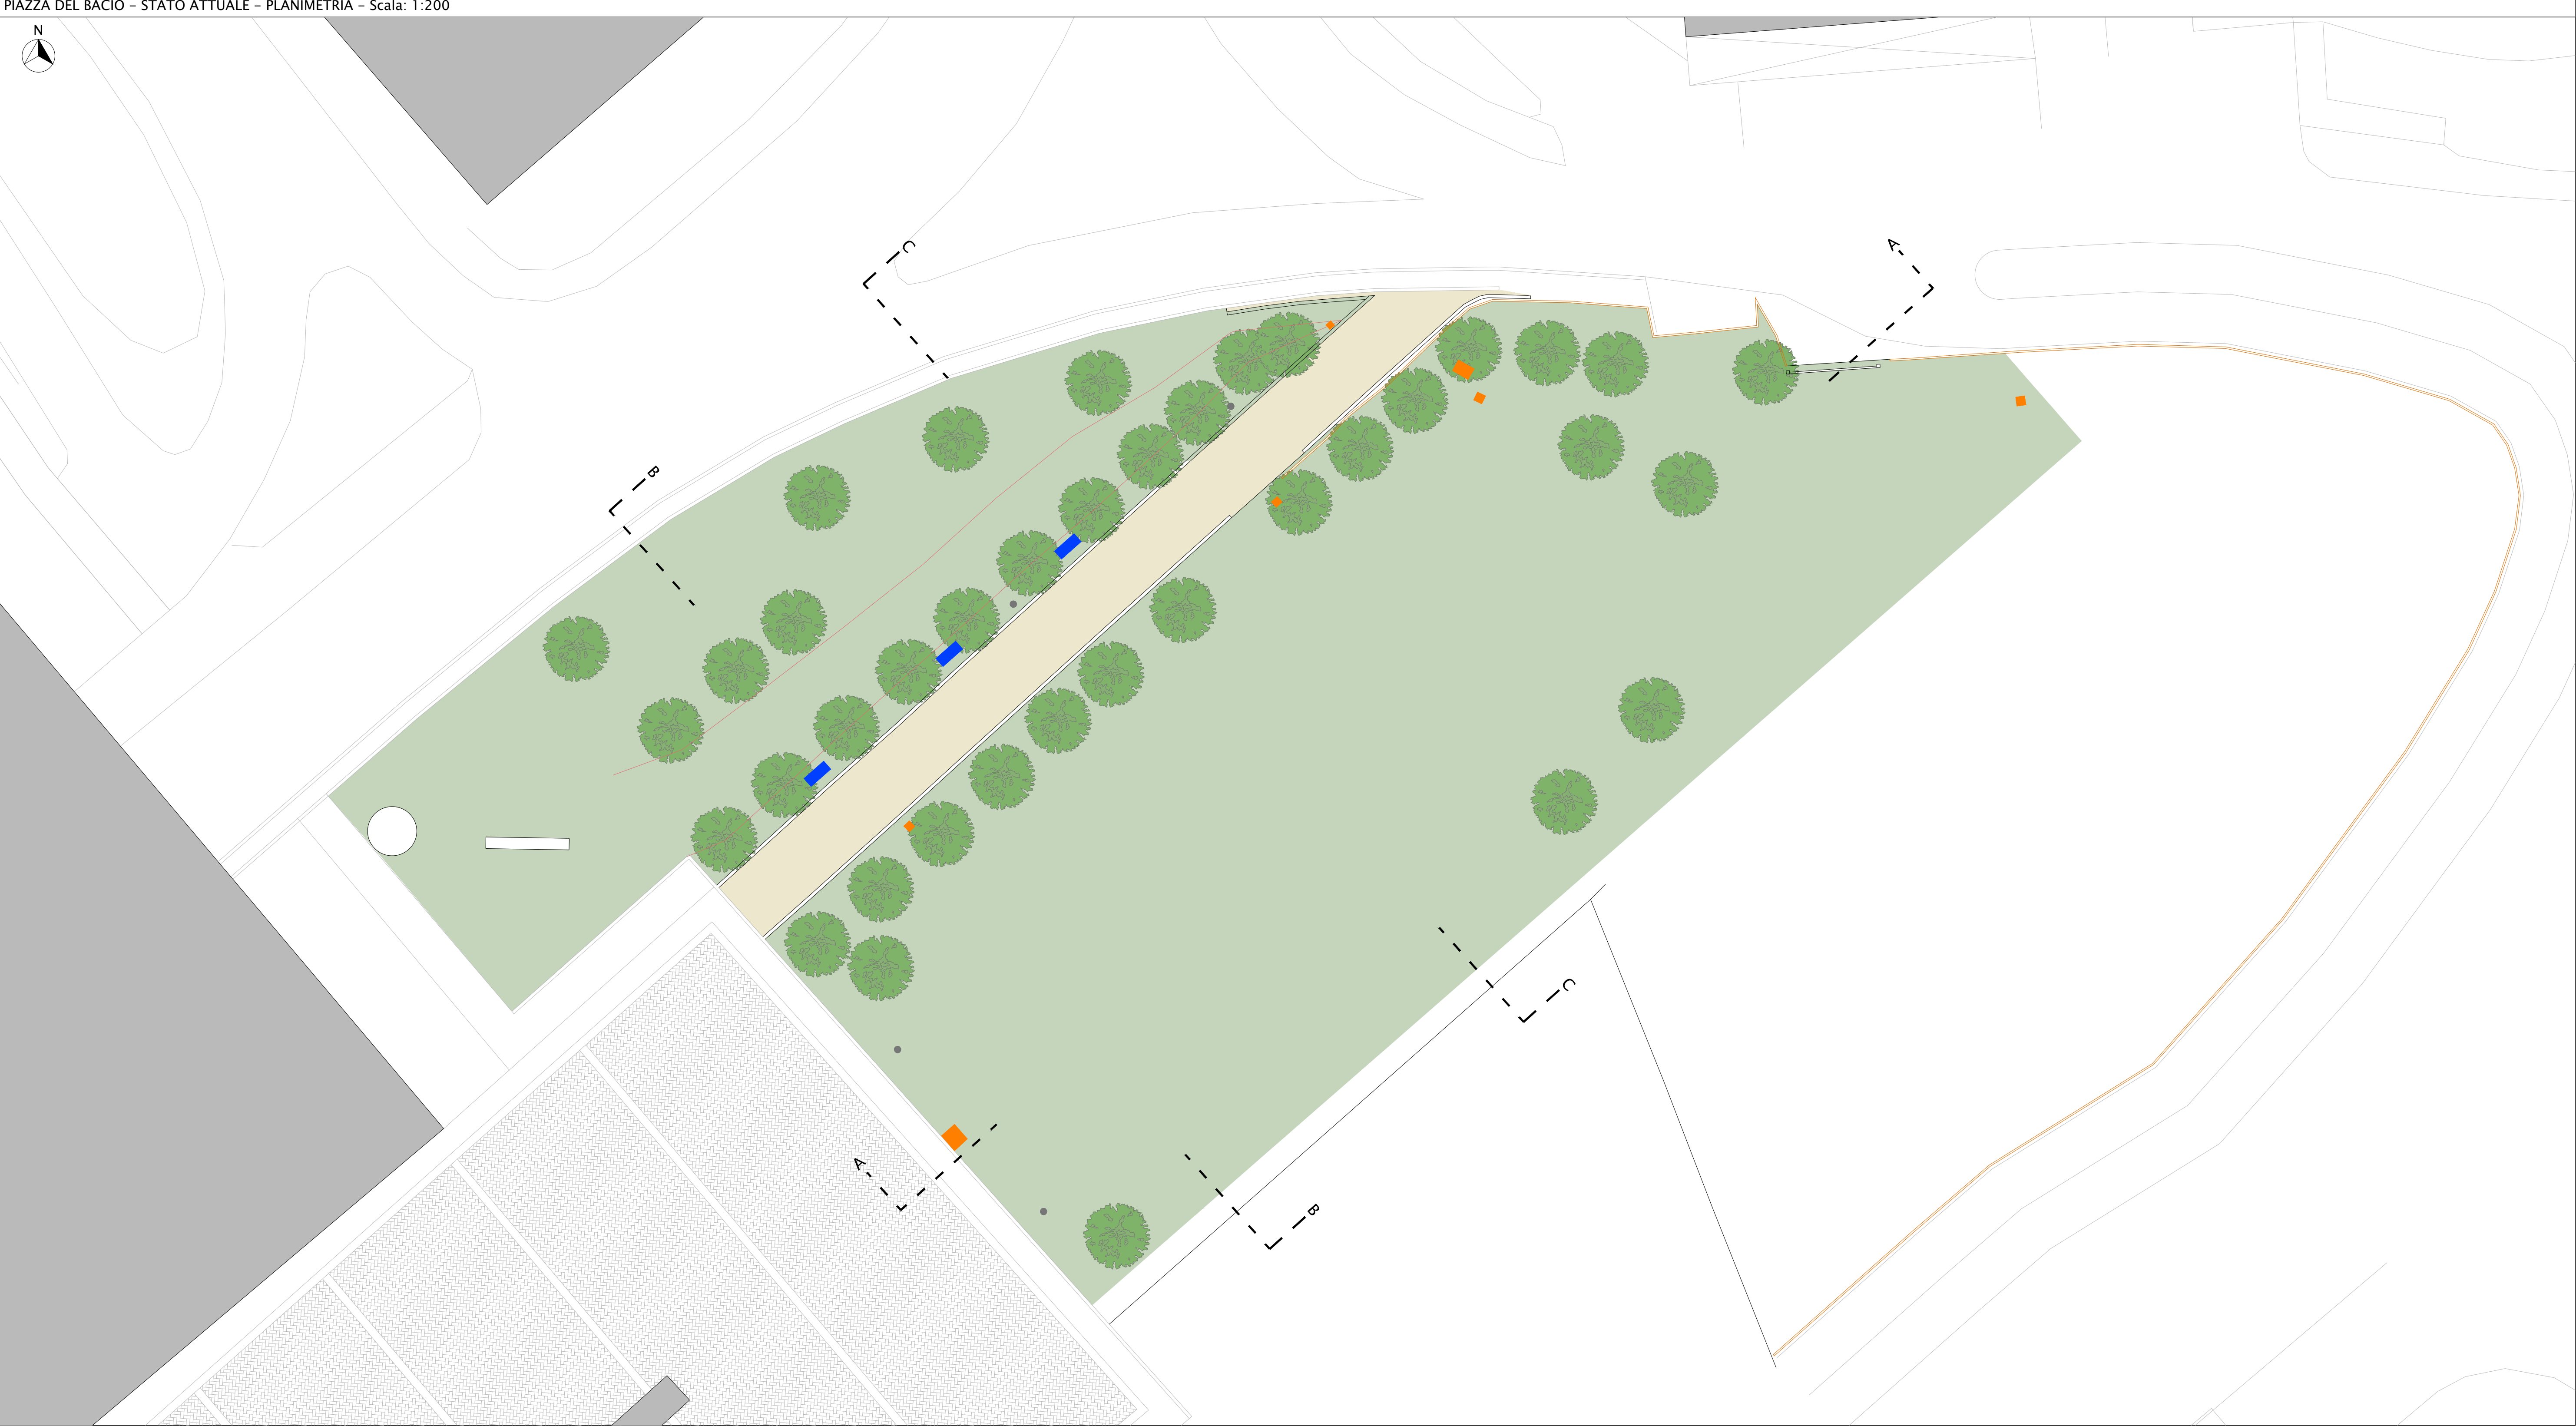 PIAZZA DEL BACIO – STATO ATTUALE – PLANIMETRIA – Scala: 1:200
N
C
A
B
C
A
B